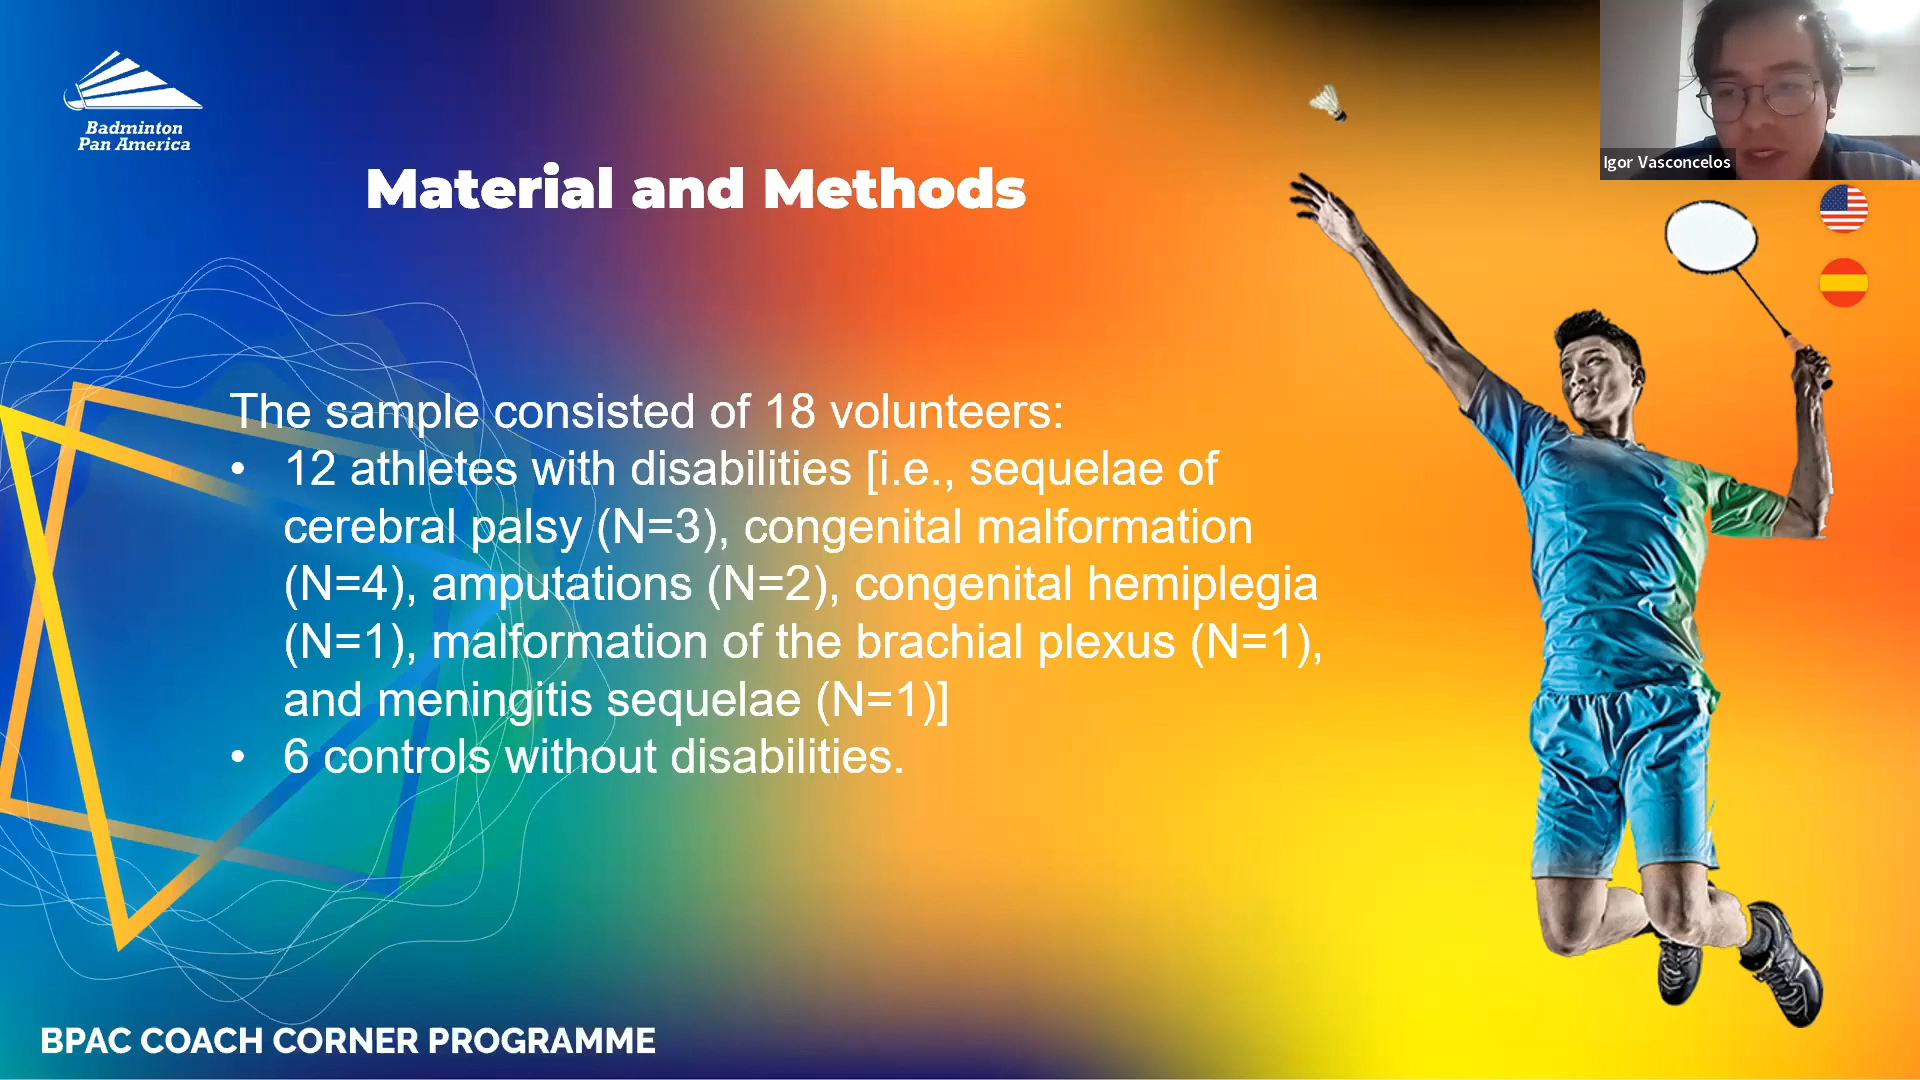 Badminton
Pan America
Igor Vasconcelos
Material and Methods
The sample consisted of 18 volunteers:
• 12 athletes with disabilities [i.e., sequelae of
cerebral palsy (N=3), congenital malformation
(N=4), amputations (N=2), congenital hemiplegia
(N=1), malformation of the brachial plexus (N=1),
and meningitis sequelae (N=1)]
• 6 controls without disabilities.
BPAC COACH CORNER PROGRAMME